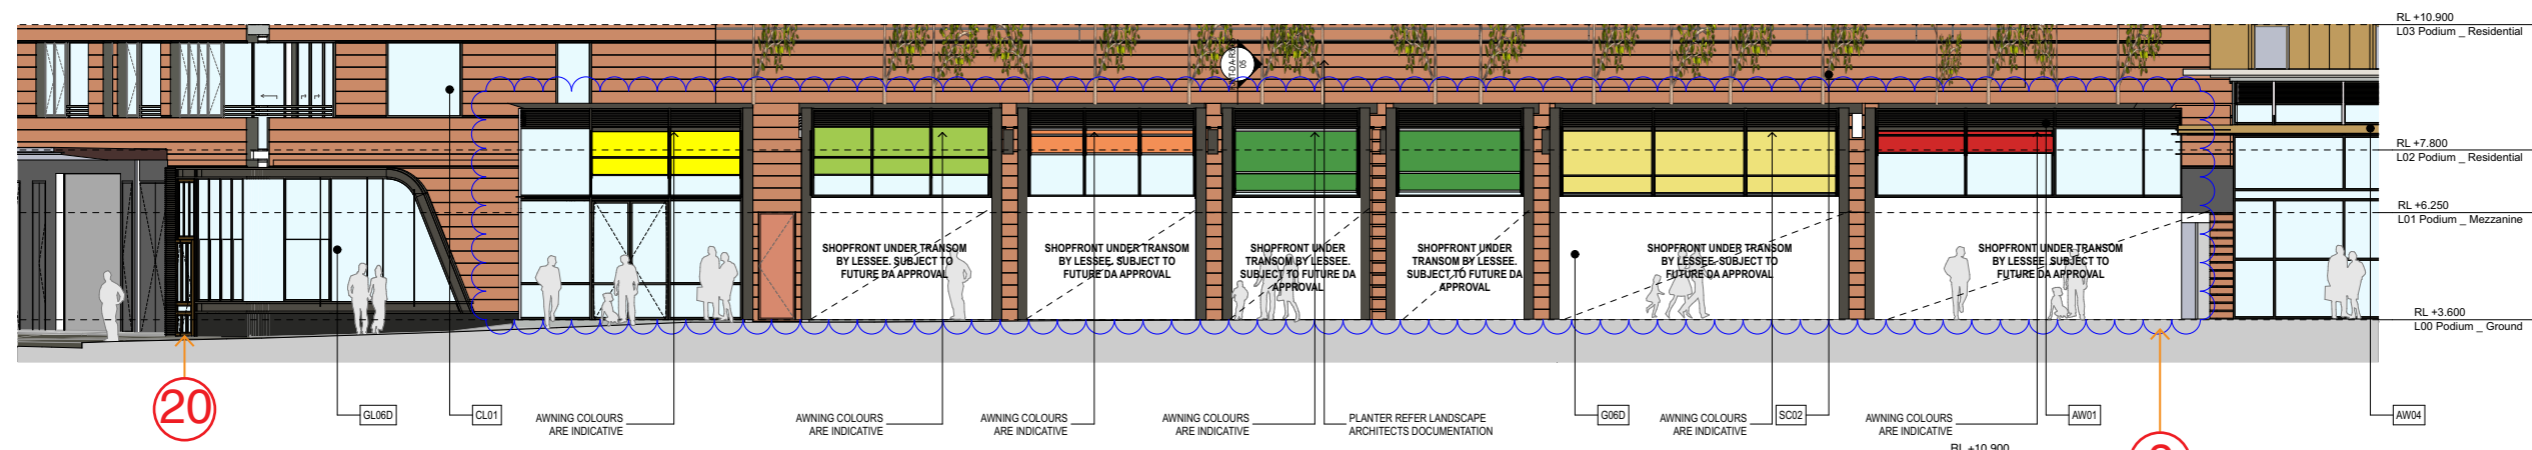 RL +10.900
L03 Podium _ Residential
RL +7.800
L02 Podium _ Residential
RL +6.250
L01 Podium _ Mezzanine
RL +3.600
L00 Podium _ Ground
05
SHOPFRONT UNDER TRANSOM
BY LESSEE. SUBJECT TO
FUTURE DA APPROVAL
SHOPFRONT UNDER TRANSOM
BY LESSEE. SUBJECT TO
FUTURE DA APPROVAL
SHOPFRONT UNDER
TRANSOM BY LESSEE.
SUBJECT TO FUTURE DA
APPROVAL
SHOPFRONT UNDER
TRANSOM BY LESSEE.
SUBJECT TO FUTURE DA
APPROVAL
SHOPFRONT UNDER TRANSOM
BY LESSEE. SUBJECT TO
FUTURE DA APPROVAL
SHOPFRONT UNDER TRANSOM
BY LESSEE. SUBJECT TO
FUTURE DA APPROVAL
20
GL06D
CL01
AWNING COLOURS
ARE INDICATIVE
AWNING COLOURS
ARE INDICATIVE
AWNING COLOURS
ARE INDICATIVE
AWNING COLOURS
ARE INDICATIVE
PLANTER REFER LANDSCAPE
ARCHITECTS DOCUMENTATION
G06D
AWNING COLOURS
ARE INDICATIVE
SC02
AWNING COLOURS
ARE INDICATIVE
AW01
AW04
RL +10.900